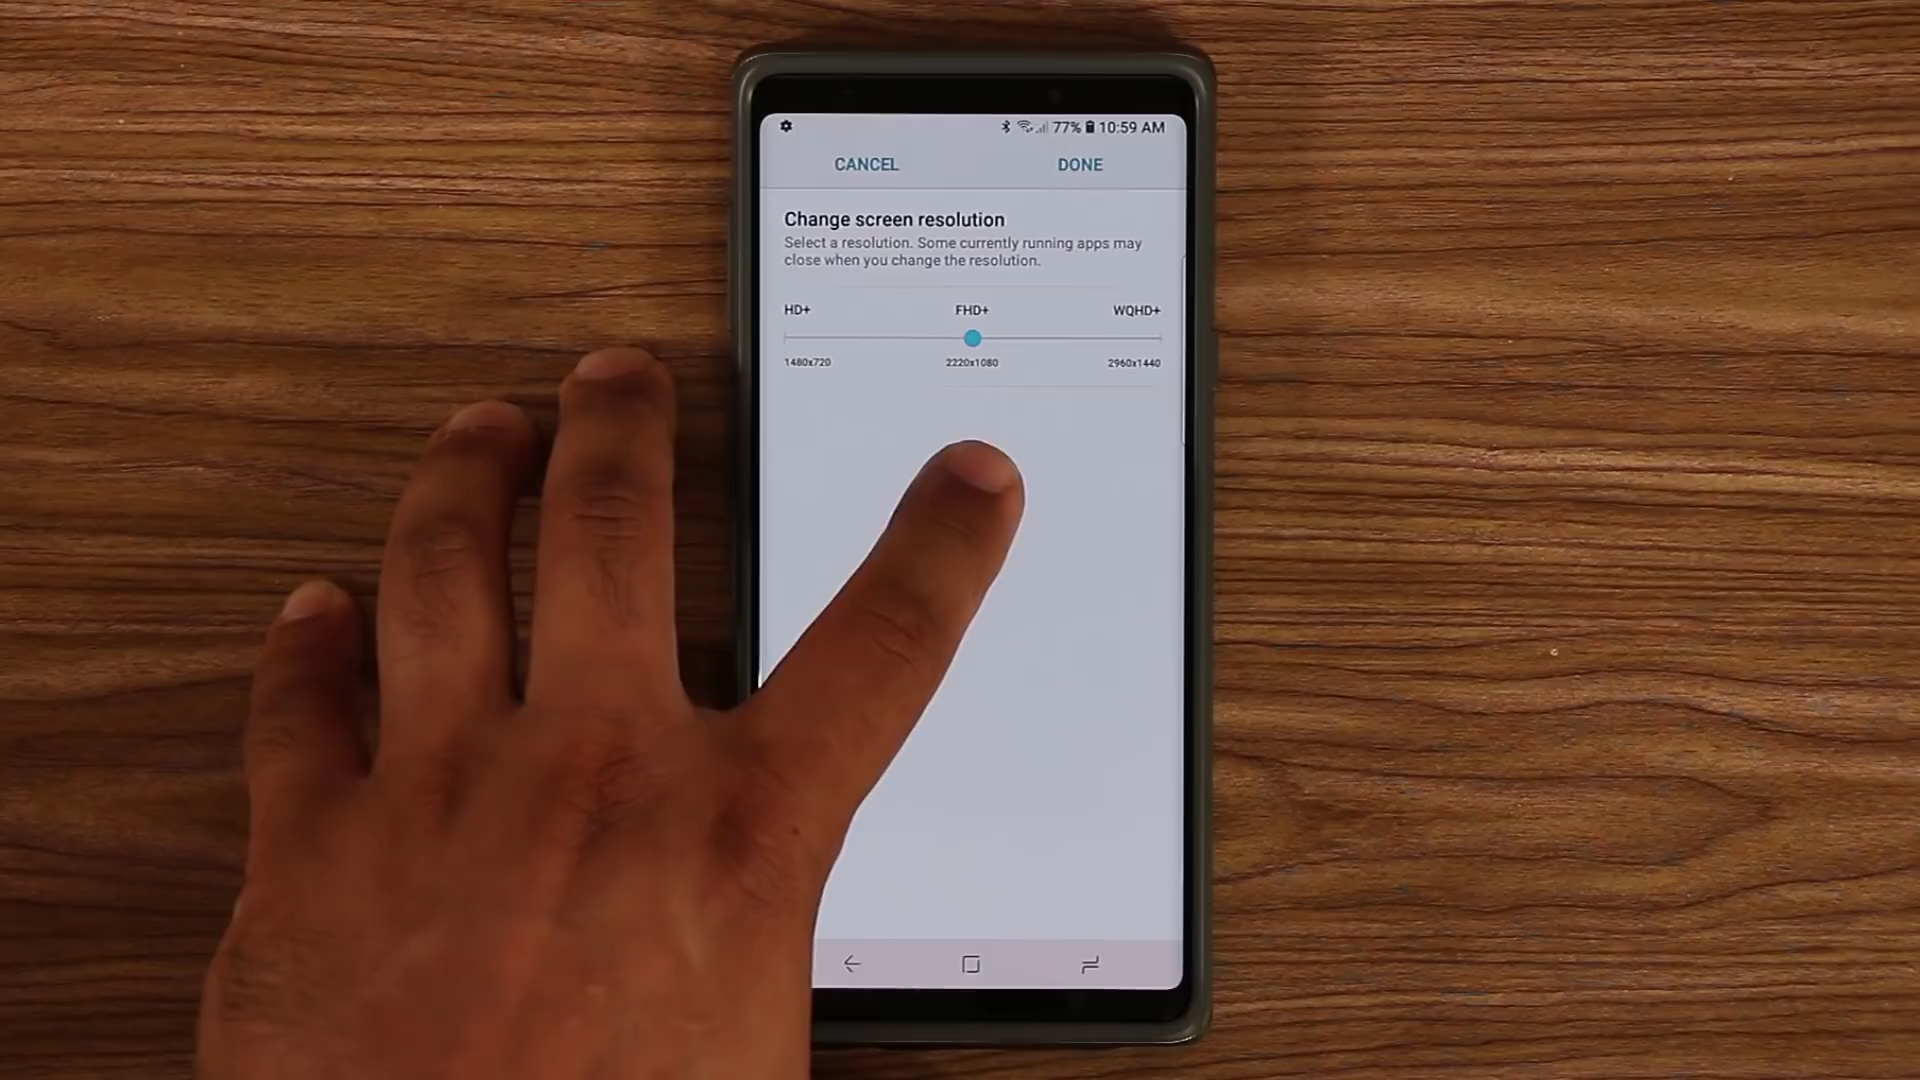 77% 10:59 AM
CANCEL DONE
Change screen resolution
Select a resolution. Some currently running apps may
close when you change the resolution.
HD+ FHD+ WQHD+
1480x720 2220x1080 2960x1440